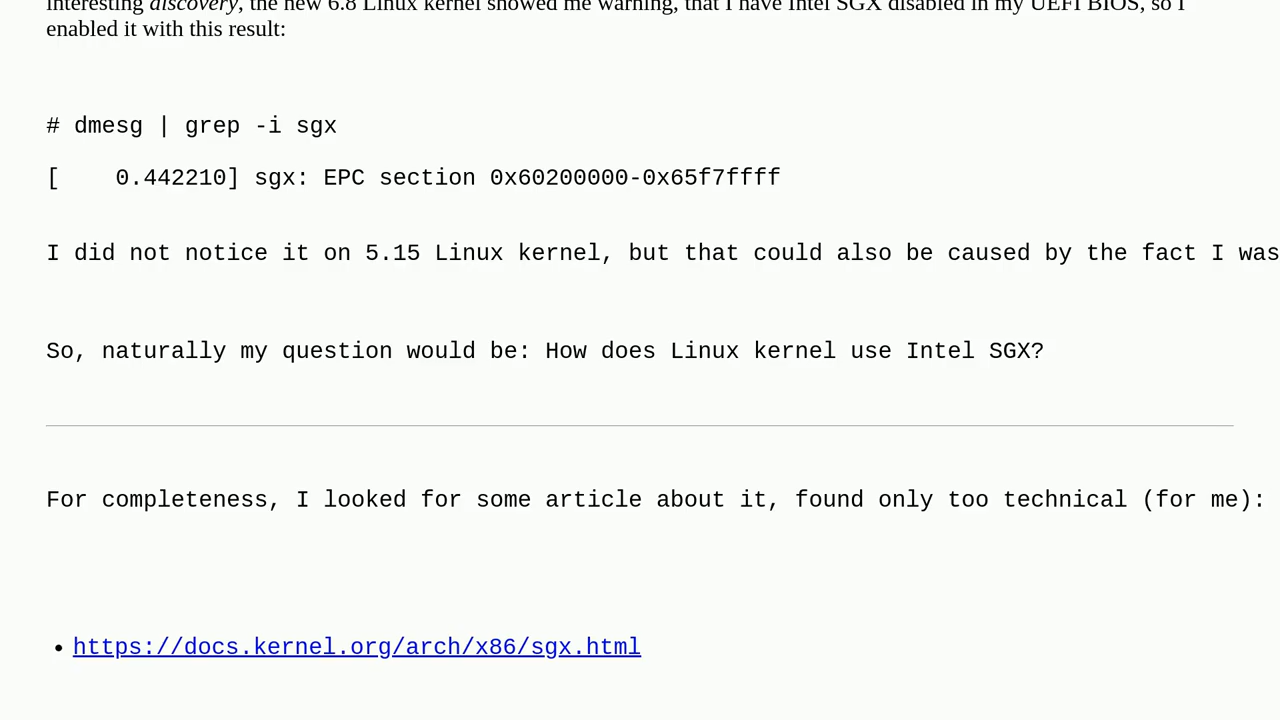 interesting discovery, the new 6.8 Linux kernel showed me warning, that I have Intel SGX disabled in my UEFI BIOS, so I
enabled it with this result:
# dmesg | grep -i sgx
[    0.442210] sgx: EPC section 0x60200000-0x65f7ffff
I did not notice it on 5.15 Linux kernel, but that could also be caused by the fact I was
So, naturally my question would be: How does Linux kernel use Intel SGX?
For completeness, I looked for some article about it, found only too technical (for me):
• https://docs.kernel.org/arch/x86/sgx.html